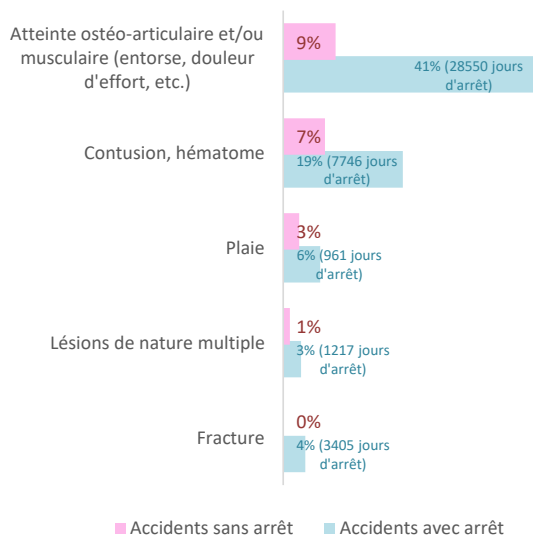 Atteinte ostéo-articulaire et/ou
musculaire (entorse, douleur
d'effort, etc.)
9%
41% (28550 jours
d'arrêt)
Contusion, hématome
7%
19% (7746 jours
d'arrêt)
Plaie
3%
6% (961 jours
d'arrêt)
Lésions de nature multiple
1%
3% (1217 jours
d'arrêt)
Fracture
0%
4% (3405 jours
d'arrêt)
Accidents sans arrêt
Accidents avec arrêt